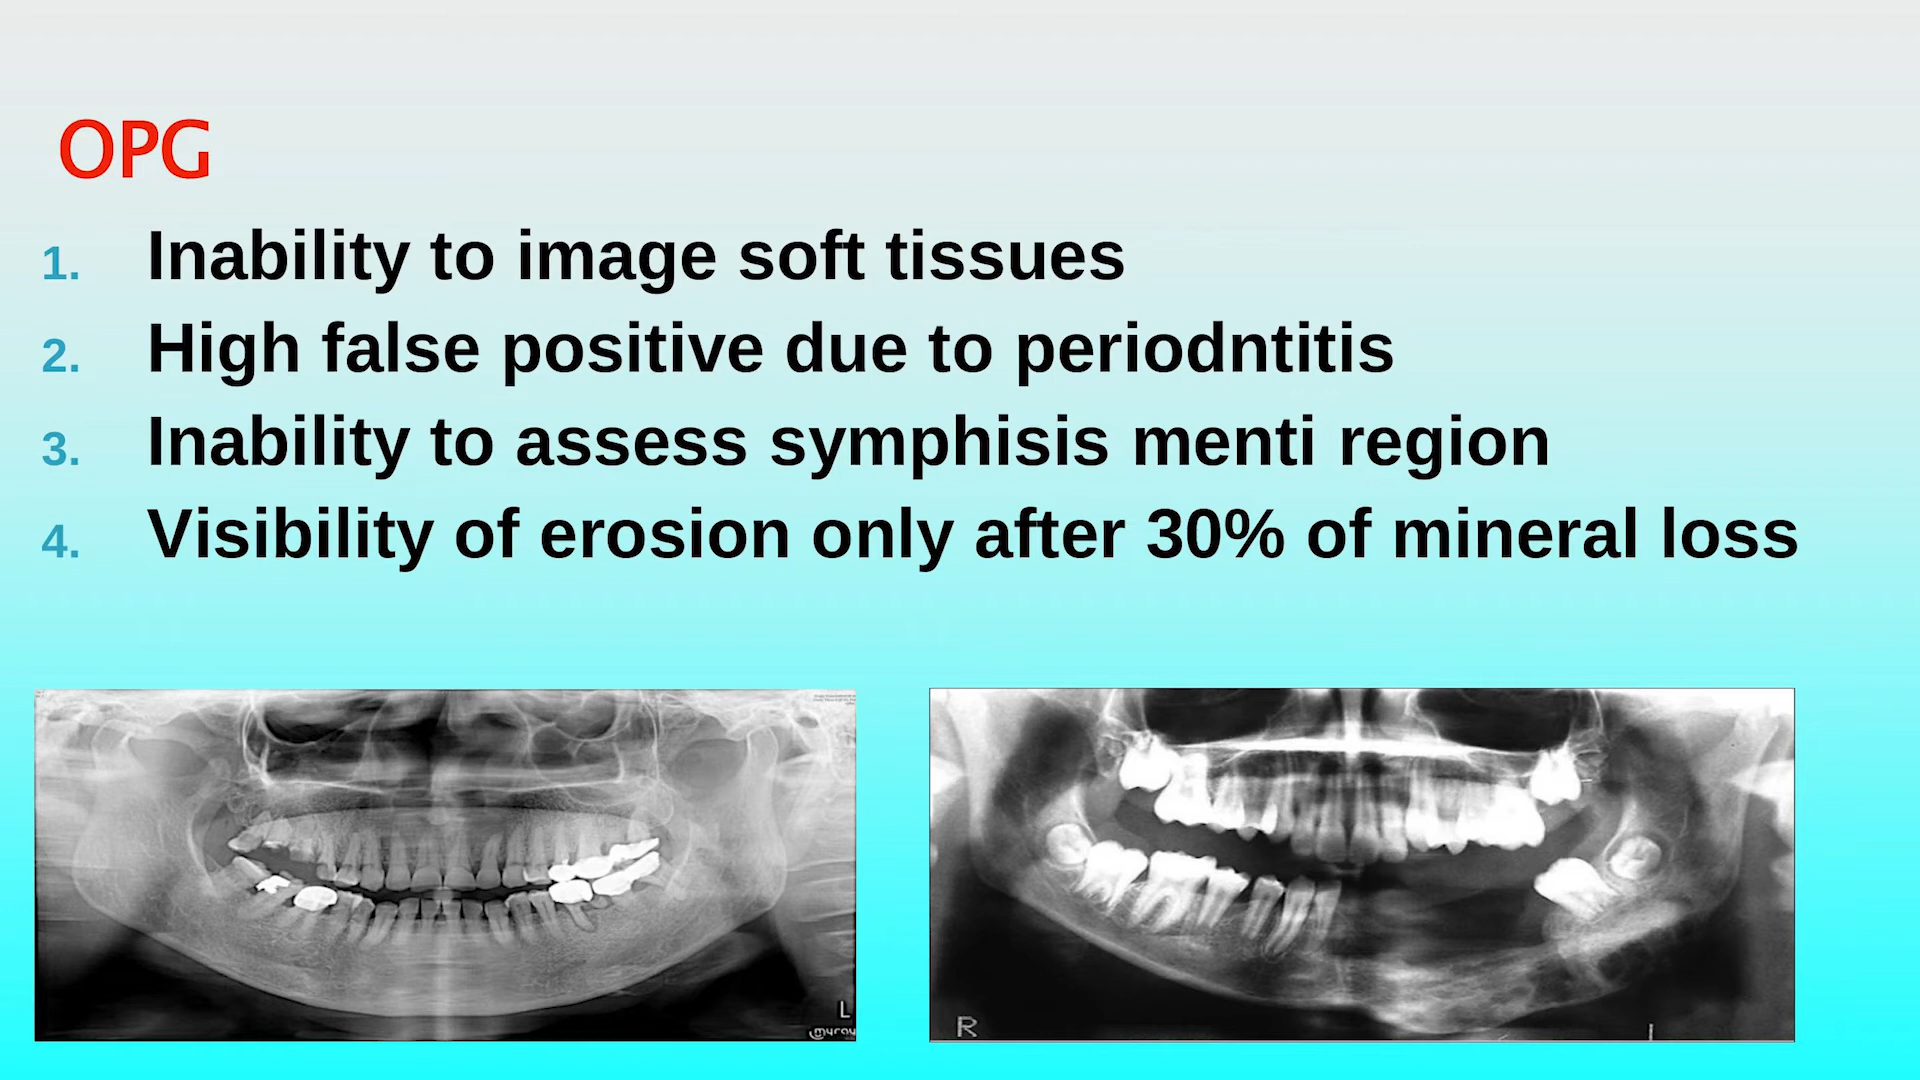 OPG
1. Inability to image soft tissues
2. High false positive due to periodntitis
3. Inability to assess symphisis menti region
4. Visibility of erosion only after 30% of mineral loss
L
R